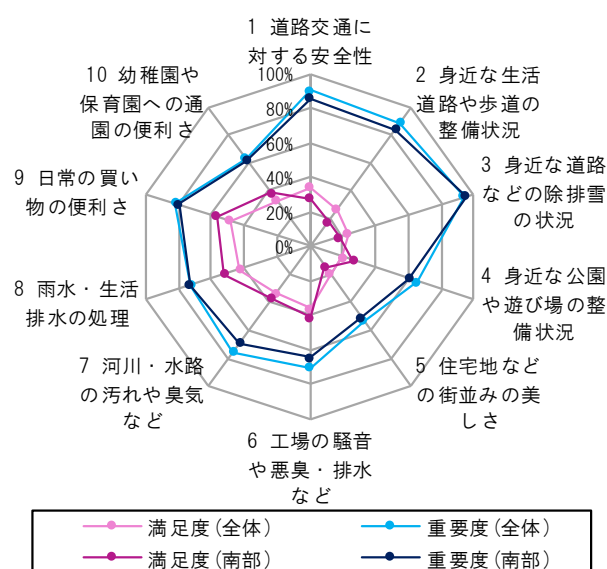 1 道路交通に
対する安全性
2 身近な生活
道路や歩道の
整備状況
3 身近な道路
などの除排雪
の状況
4 身近な公園
や遊び場の整
備状況
5 住宅地など
の街並みの美
しさ
6 工場の騒音
や悪臭・排水
など
7 河川・水路
の汚れや臭気
など
8 雨水・生活
排水の処理
9 日常の買い
物の便利さ
10 幼稚園や
保育園への通
園の便利さ
100%
80%
60%
40%
20%
0%
満足度(全体)
重要度(全体)
満足度(南部)
重要度(南部)